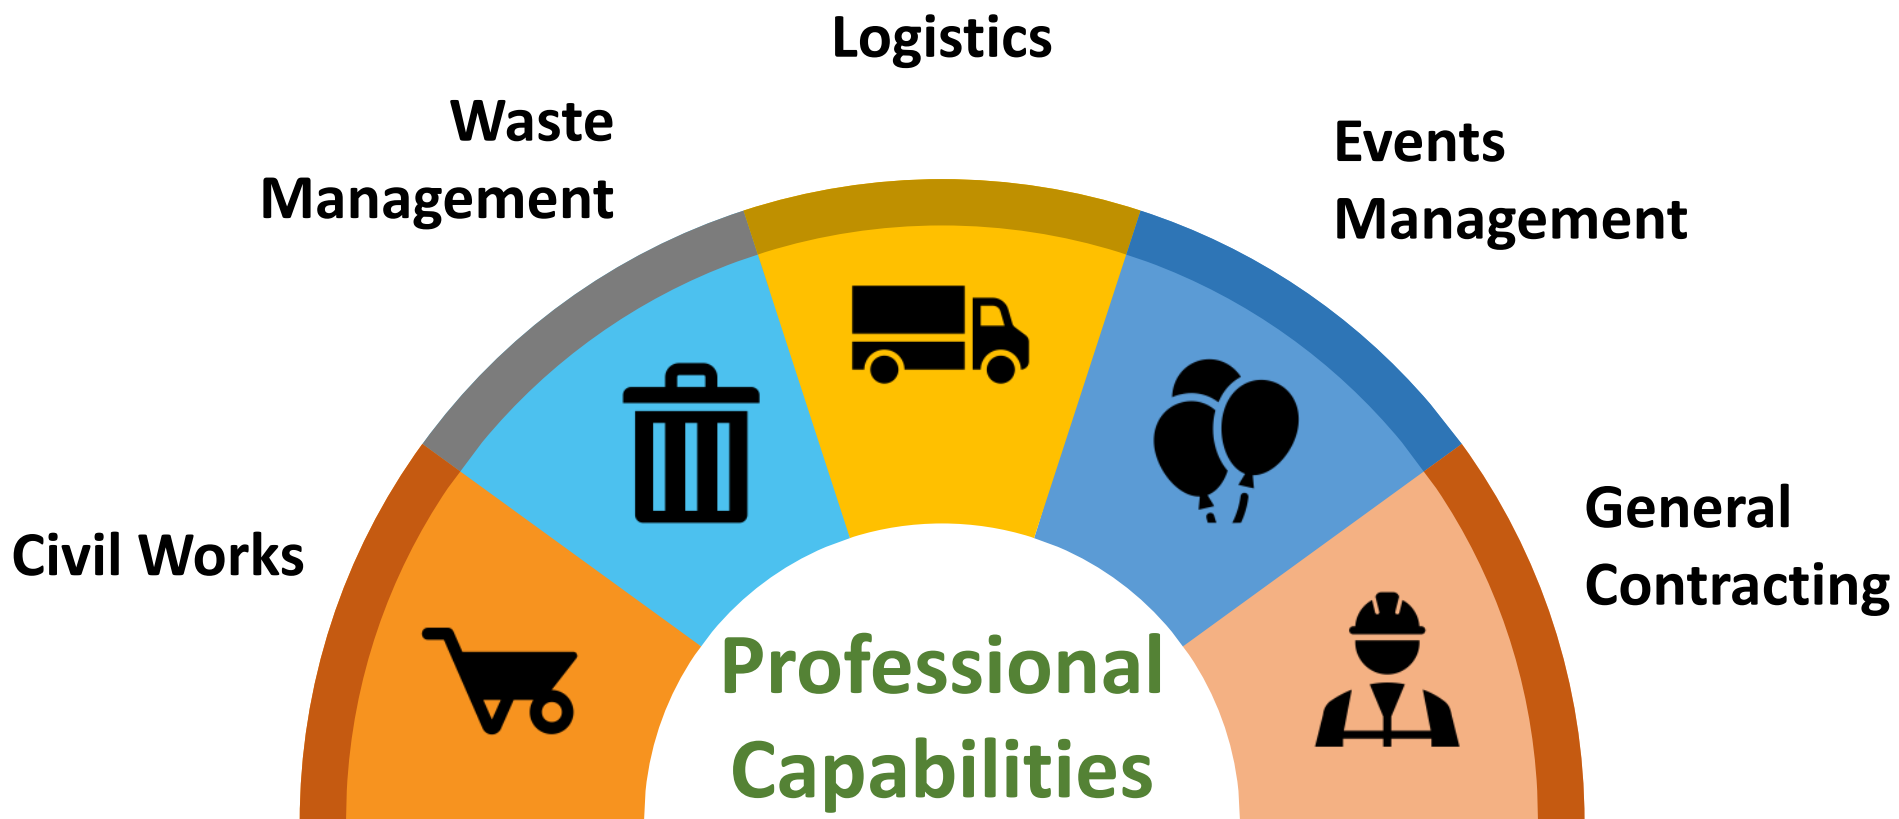 Logistics
Waste
Management
Events
Management
Civil Works
General
Contracting
Professional
Capabilities